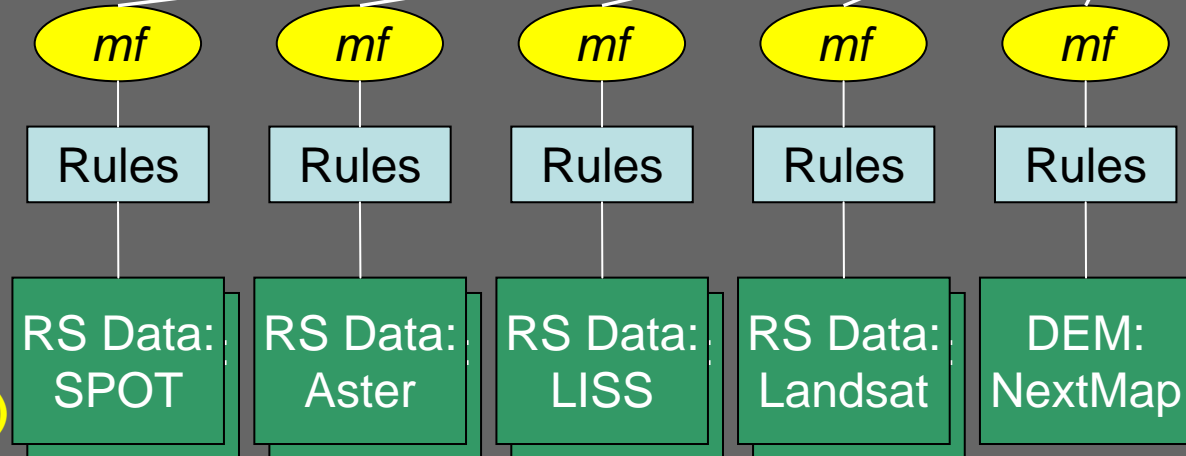 mf mf mf mf mf
Rules Rules Rules Rules Rules
RS Data: RS Data: RS Data: RS Data: DEM:
SPOT Aster LISS Landsat NextMap